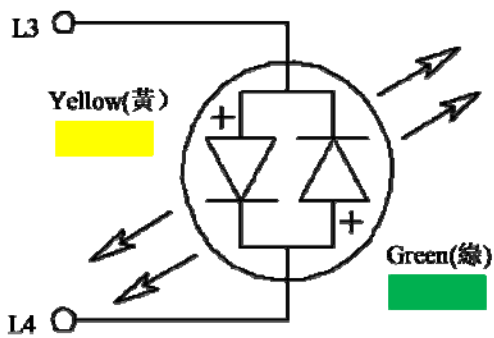 L3
Yellow(黃)
+
+
Green(綠)
L4